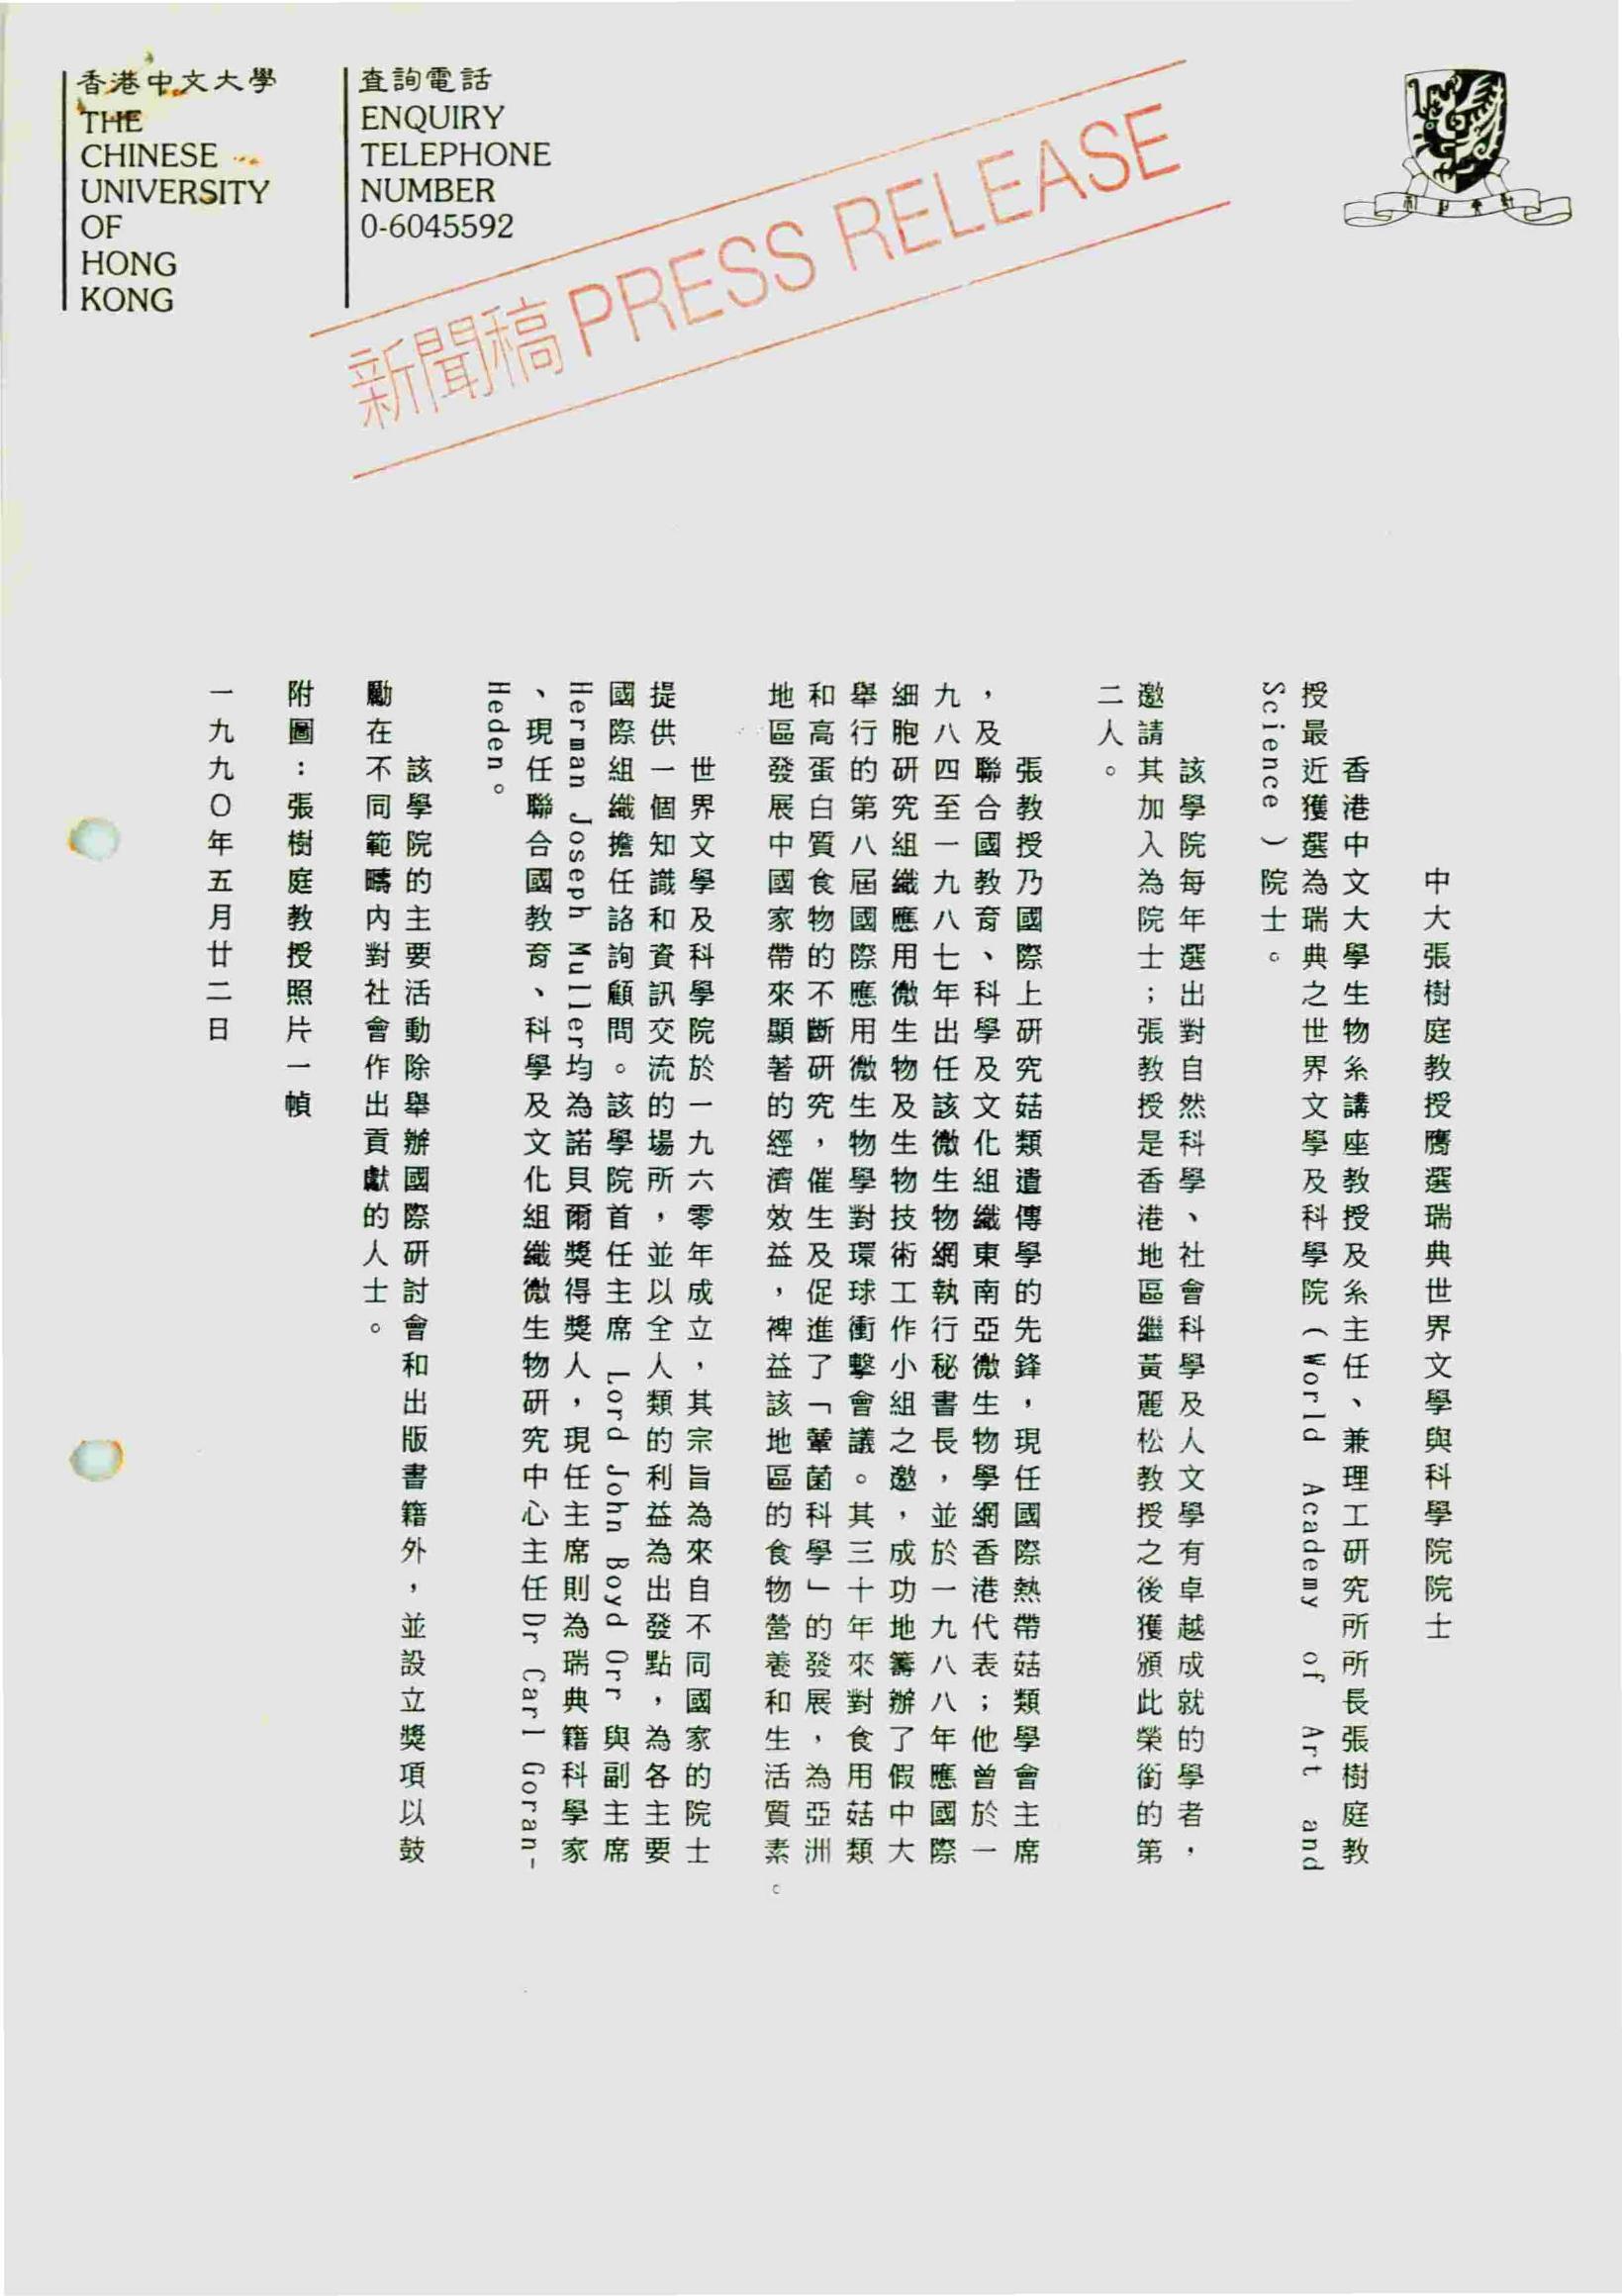 香港中文大學
THE
CHINESE
UNIVERSITY
OF
HONG
KONG
查詢電話
ENQUIRY
TELEPHONE
NUMBER
0-6045592
新聞稿 PRESS RELEASE
中大張樹庭教授膺選瑞典世界文學與科學院院士
香港中文大學生物系講座教授及系主任、兼理工研究所所長張樹庭教
授最近獲選為瑞典之世界文學及科學院(World Academy of Art and
Science)院士。
該學院每年選出對自然科學、社會科學及人文學有卓越成就的學者,
邀請其加入為院士;張教授是香港地區繼黃麗松教授之後獲頒此榮銜的第
二人。
張教授乃國際上研究菇類遺傳學的先鋒,現任國際熱帶菇類學會主席
,及聯合國教育、科學及文化組織東南亞微生物學網香港代表;他曾於一
九八四至一九八七年出任該微生物網執行秘書長,並於一九八八年應國際
細胞研究組織應用微生物及生物技術工作小組之邀,成功地籌辦了假中大
舉行的第八屆國際應用微生物學對環球衝擊會議。其三十年來對食用菇類
和高蛋白質食物的不斷研究,催生及促進了「蕈菌科學」的發展,為亞洲
地區發展中國家帶來顯著的經濟效益,裨益該地區的食物營養和生活質素。
世界文學及科學院於一九六零年成立,其宗旨為來自不同國家的院士
提供一個知識和資訊交流的場所,並以全人類的利益為出發點,為各主要
國際組織擔任諮詢顧問。該學院首任主席 Lord John Boyd Orr 與副主席
Herman Joseph Muller均為諾貝爾獎得獎人,現任主席則為瑞典籍科學家
、現任聯合國教育、科學及文化組織微生物研究中心主任Dr Carl Goran-
Heden。
該學院的主要活動除舉辦國際研討會和出版書籍外,並設立獎項以鼓
勵在不同範疇內對社會作出貢獻的人士。
附圖:張樹庭教授照片一幀
一九九〇年五月廿二日